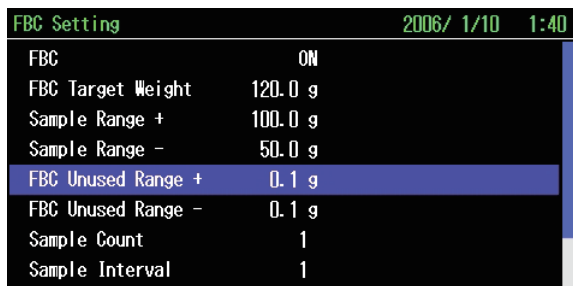 FBC Setting 2006/ 1/10 1:40
FBC ON
FBC Target Weight 120.0 g
Sample Range + 100.0 g
Sample Range - 50.0 g
FBC Unused Range + 0.1 g
FBC Unused Range - 0.1 g
Sample Count 1
Sample Interval 1